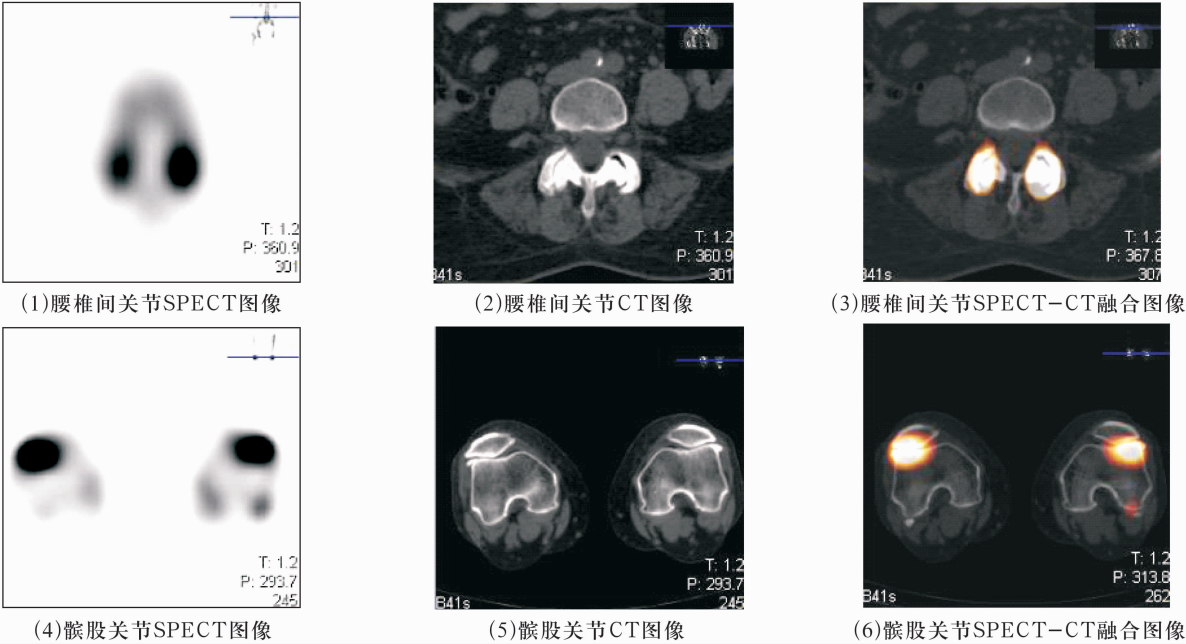 T: 1.2
P: 360.9
301
(1)腰椎间关节SPECT图像
T: 1.2
P: 360.9
B41s
301
(2)腰椎间关节CT图像
T: 1.2
P: 367.8
B41s
307
(3)腰椎间关节SPECT-CT融合图像
T: 1.2
P: 293.7
245
(4)髌股关节SPECT图像
T: 1.2
P: 293.7
B41s
245
(5)髌股关节CT图像
T: 1.2
P: 313.8
B41s
262
(6)髌股关节SPECT-CT融合图像